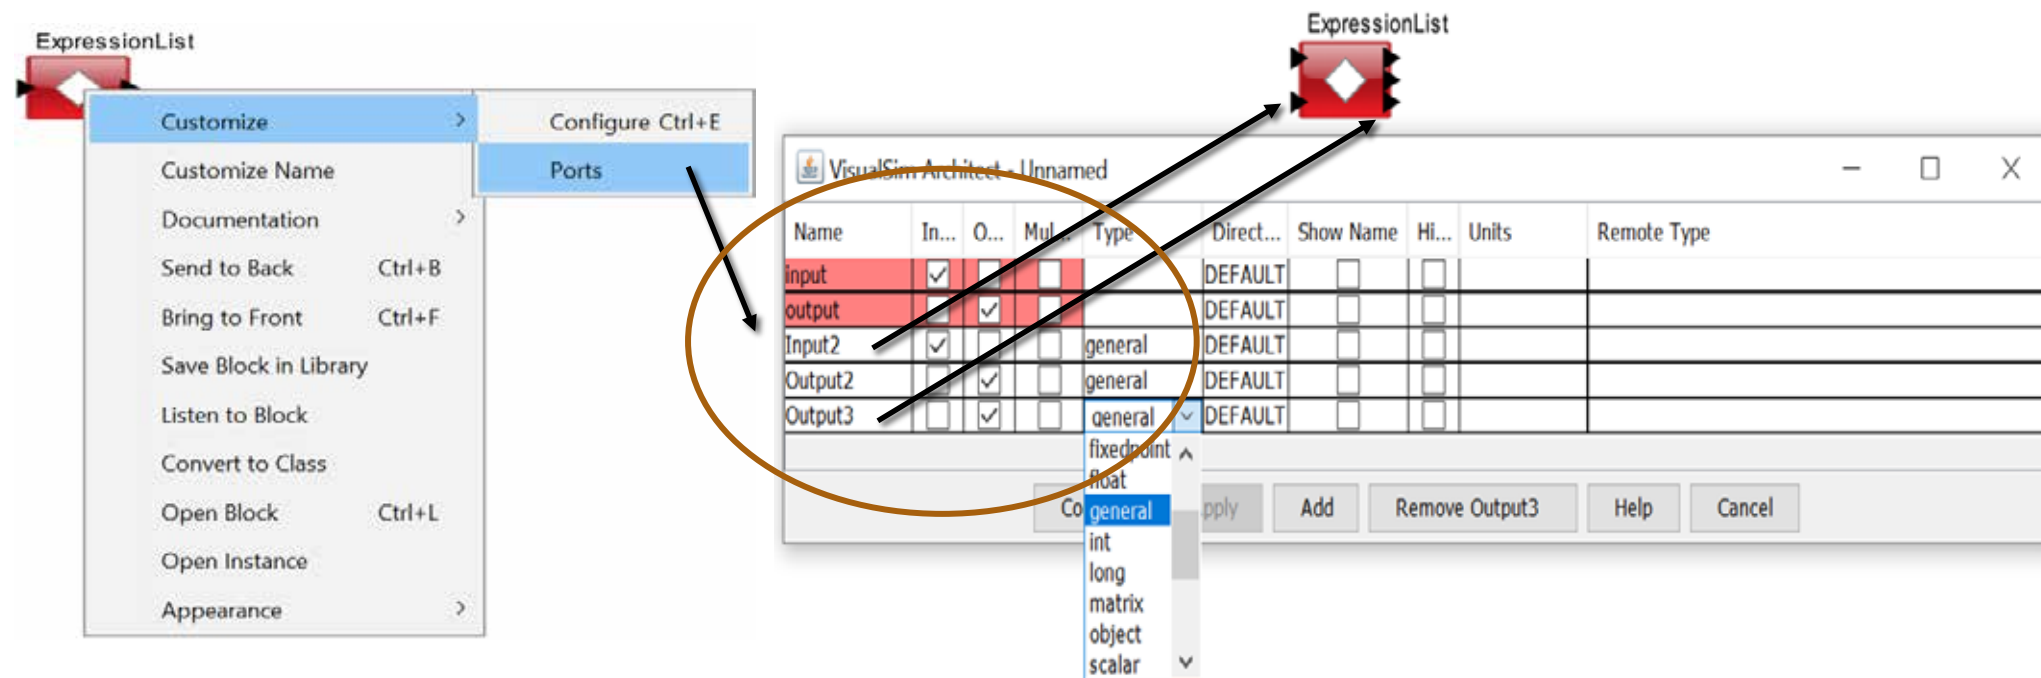 ExpressionList
Customize >
Customize Name
Documentation >
Send to Back Ctrl+B
Bring to Front Ctrl+F
Save Block in Library
Listen to Block
Convert to Class
Open Block Ctrl+L
Open Instance
Appearance >
Configure Ctrl+E
Ports
ExpressionList
VisualSim Architect - Unnamed
Name In... O... Mul... Type Direct... Show Name Hi... Units Remote Type
input DEFAULT
output DEFAULT
Input2 general DEFAULT
Output2 general DEFAULT
Output3 general DEFAULT
fixedpoint
float
general
int
long
matrix
object
scalar
Co pply Add Remove Output3 Help Cancel